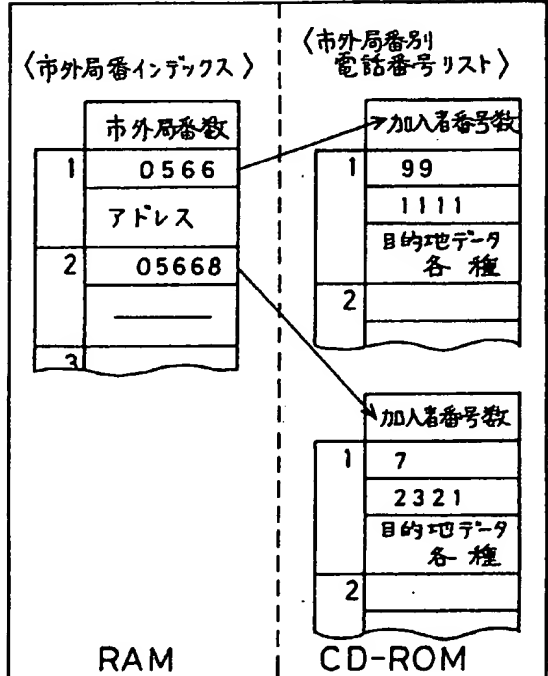 〈市外局番インデックス〉
市外局番数
1 0566
アドレス
2 05668
3
RAM
〈市外局番別
電話番号リスト〉
加入者番号数
1 99
1111
目的地データ
各種
2
加入者番号数
1 7
2321
目的地データ
各種
2
CD-ROM